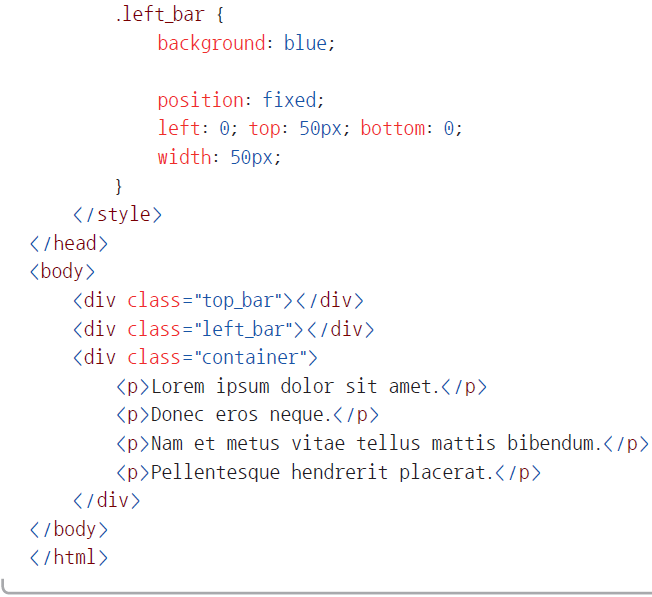 .left_bar {
background: blue;
position: fixed;
left: 0; top: 50px; bottom: 0;
width: 50px;
}
</style>
</head>
<body>
<div class="top_bar"></div>
<div class="left_bar"></div>
<div class="container">
<p>Lorem ipsum dolor sit amet.</p>
<p>Donec eros neque.</p>
<p>Nam et metus vitae tellus mattis bibendum.</p>
<p>Pellentesque hendrerit placerat.</p>
</div>
</body>
</html>